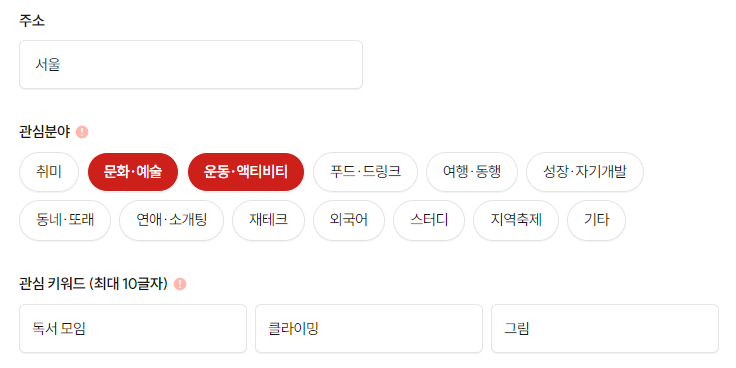 주소
서울
관심분야 !
취미 문화·예술 운동·액티비티 푸드·드링크 여행·동행 성장·자기개발
동네·또래 연애·소개팅 재테크 외국어 스터디 지역축제 기타
관심 키워드 (최대 10글자) !
독서 모임 클라이밍 그림